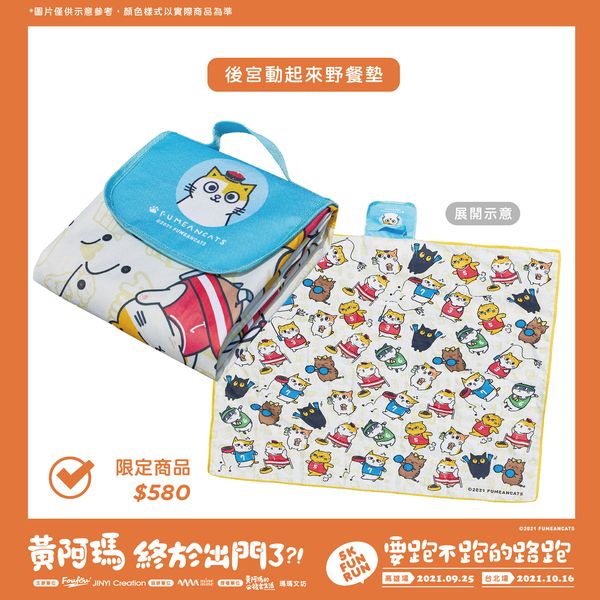 *圖片僅供示意參考,顏色樣式以實際商品為準
後宮動起來野餐墊
FUMEANCATS
©2021 FUMEANCATS
展開示意
©2021 FUMEANCATS
限定商品
$580
©2021 FUMEANCATS
黃阿瑪 終於出門了?!
5K FUN RUN
要跑不跑的路跑
高雄場 2021.09.25 台北場 2021.10.16
JINYI Creation
黃阿瑪的後宮生活 瑪瑪文坊